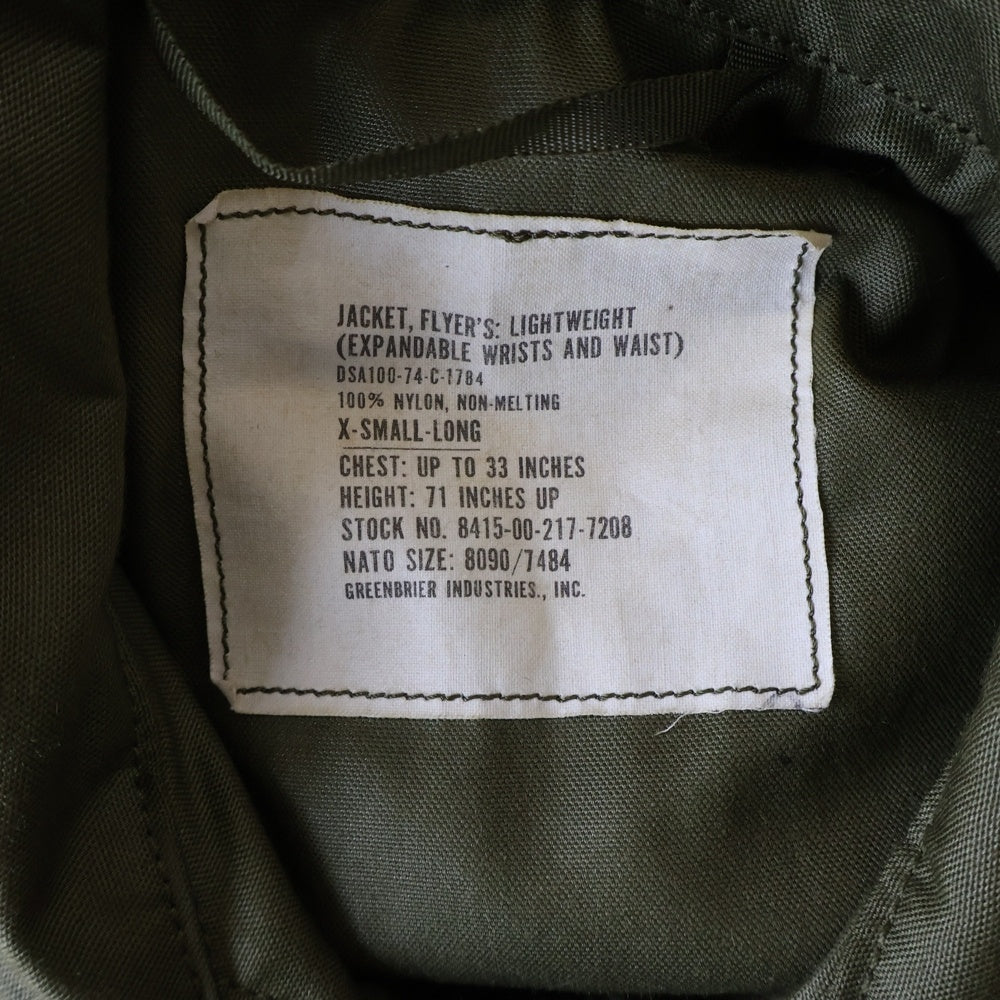 JACKET, FLYER'S: LIGHTWEIGHT
(EXPANDABLE WRISTS AND WAIST)
DSA100-74-C-1784
100% NYLON, NON-MELTING
X-SMALL-LONG
CHEST: UP TO 33 INCHES
HEIGHT: 71 INCHES UP
STOCK NO. 8415-00-217-7208
NATO SIZE: 8090/7484
GREENBRIER INDUSTRIES., INC.